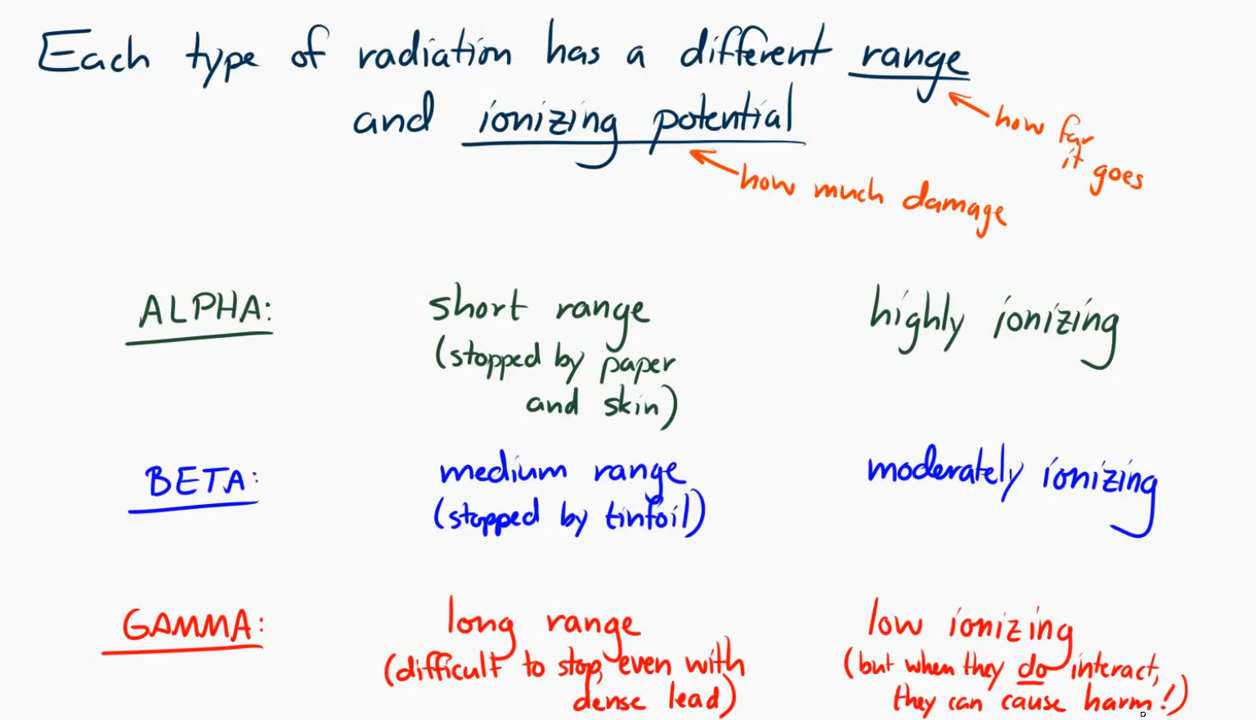 Each type of radiation has a different range
and ionizing potential
how far
it goes
how much damage
ALPHA: short range highly ionizing
(stopped by paper
and skin)
BETA: medium range moderately ionizing
(stopped by tinfoil)
GAMMA: long range low ionizing
(difficult to stop, even with (but when they do interact,
dense lead) they can cause harm!)